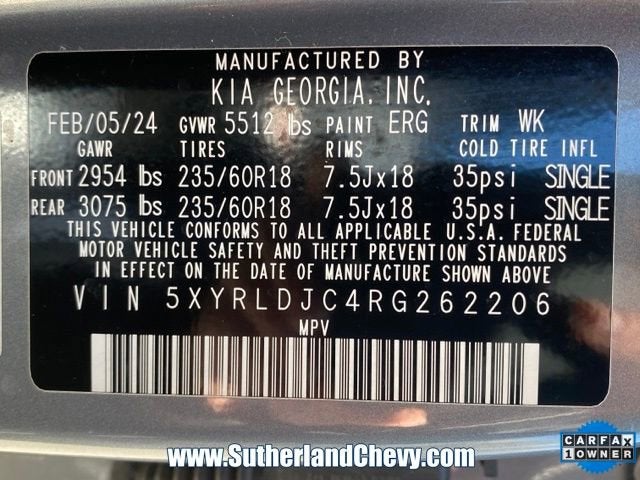 MANUFACTURED BY
KIA GEORGIA, INC.
FEB/05/24 GVWR 5512 lbs PAINT ERG TRIM WK
GAWR TIRES RIMS COLD TIRE INFL
FRONT 2954 lbs 235/60R18 7.5Jx18 35psi SINGLE
REAR 3075 lbs 235/60R18 7.5Jx18 35psi SINGLE
THIS VEHICLE CONFORMS TO ALL APPLICABLE U.S.A. FEDERAL
MOTOR VEHICLE SAFETY AND THEFT PREVENTION STANDARDS
IN EFFECT ON THE DATE OF MANUFACTURE SHOWN ABOVE
VIN 5XYRLDJC4RG262206
MPV
www.SutherlandChevy.com
CARFAX
1 OWNER